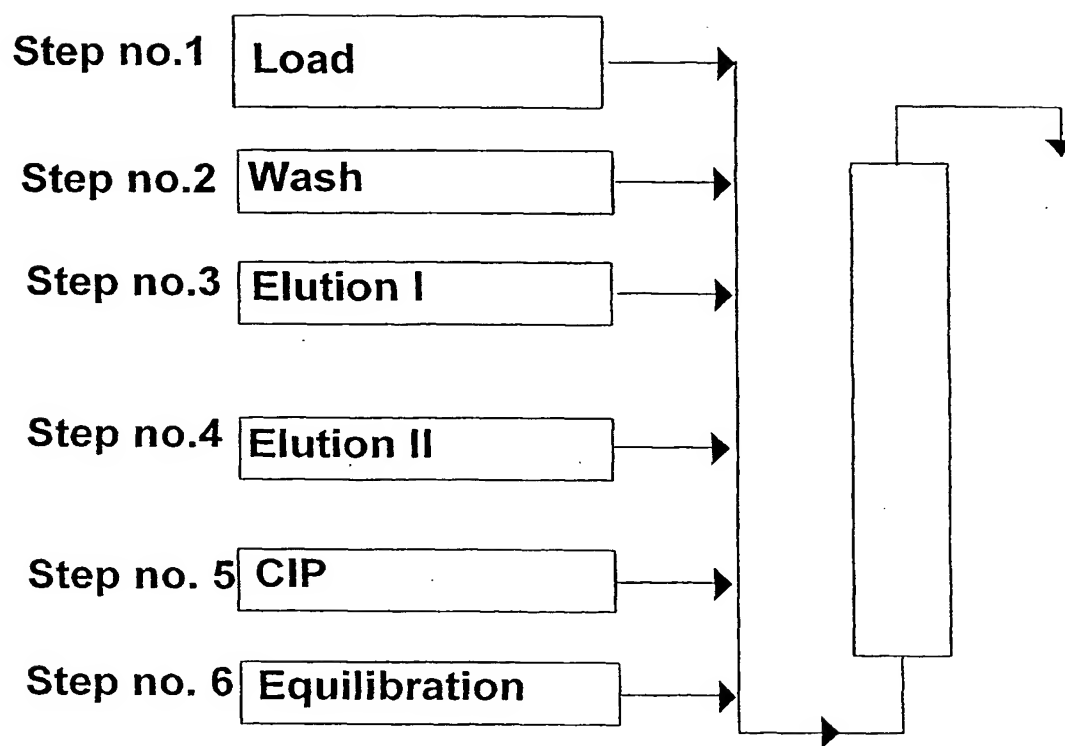 Step no.1 Load
Step no.2 Wash
Step no.3 Elution I
Step no.4 Elution II
Step no. 5 CIP
Step no. 6 Equilibration